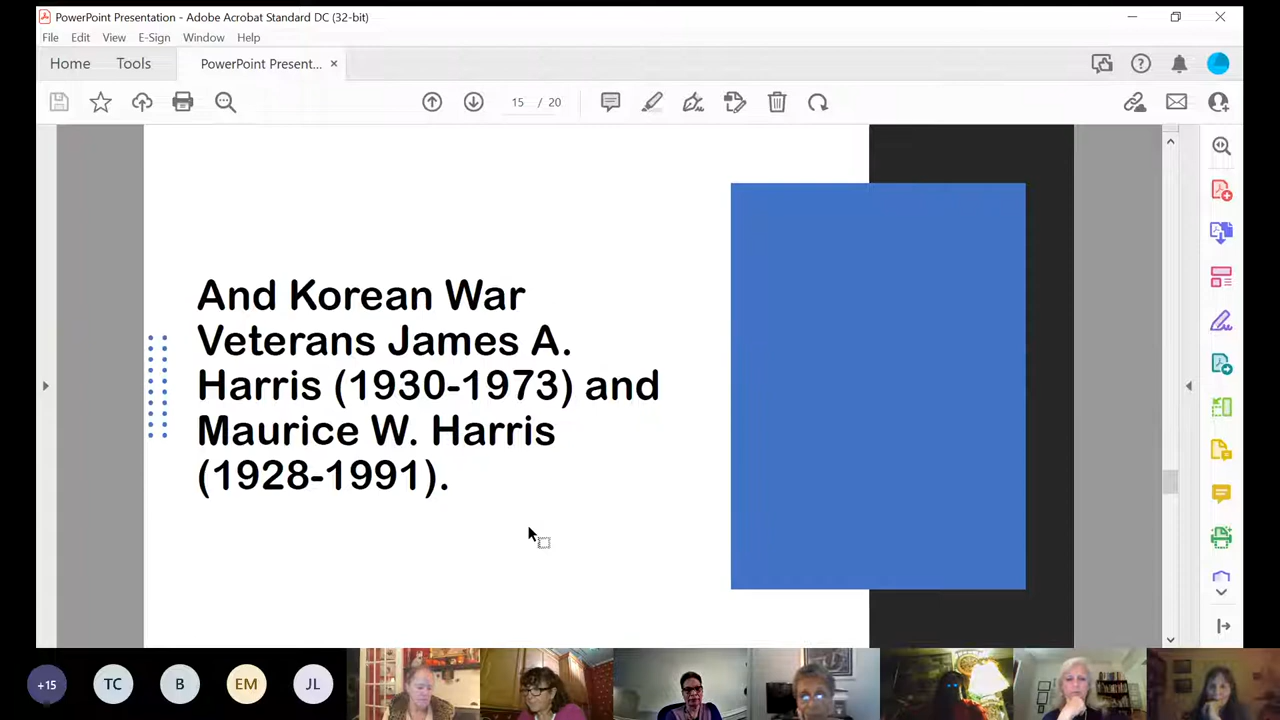 PowerPoint Presentation - Adobe Acrobat Standard DC (32-bit)
File Edit View E-Sign Window Help
Home Tools PowerPoint Present... ×
15 / 20
And Korean War
Veterans James A.
Harris (1930-1973) and
Maurice W. Harris
(1928-1991).
+15 TC B EM JL